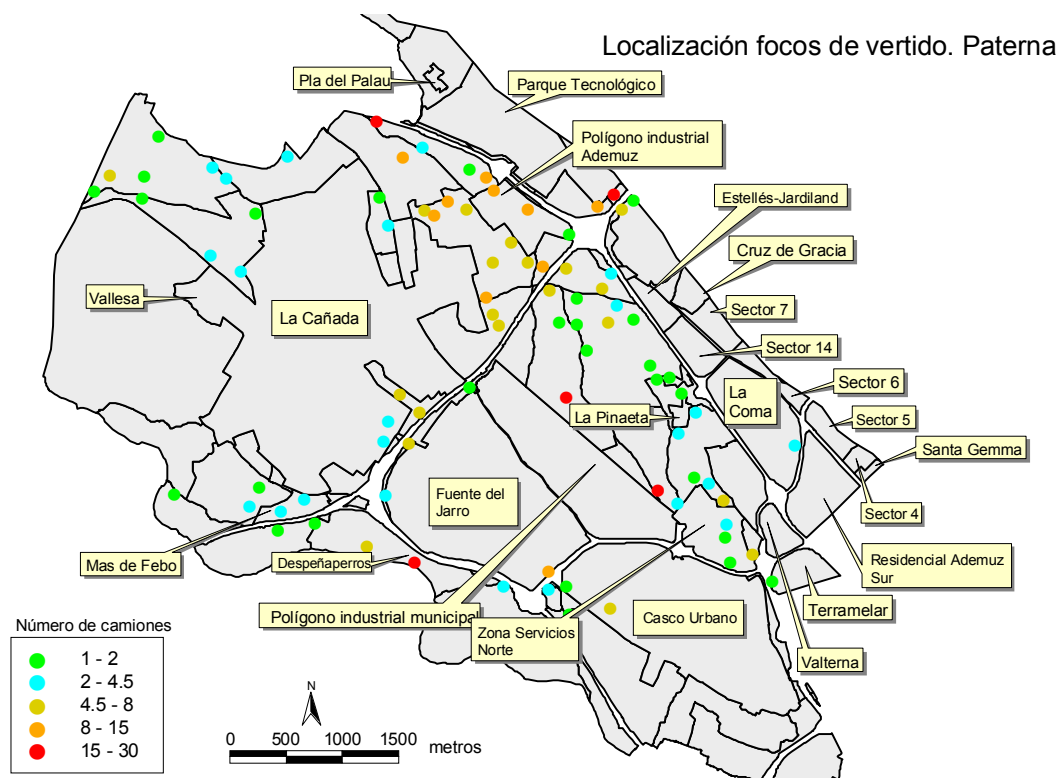 Localización focos de vertido. Paterna
Pla del Palau
Parque Tecnológico
Polígono industrial
Ademuz
Estellés-Jardiland
Cruz de Gracia
Vallesa
La Cañada
Sector 7
Sector 14
Sector 6
La
Coma
La Pinaeta
Sector 5
Santa Gemma
Sector 4
Fuente del
Jarro
Mas de Febo
Despeñaperros
Residencial Ademuz
Sur
Polígono industrial municipal
Zona Servicios
Norte
Casco Urbano
Terramelar
Valterna
Número de camiones
1 - 2
2 - 4.5
4.5 - 8
8 - 15
15 - 30
N
0 500 1000 1500 metros